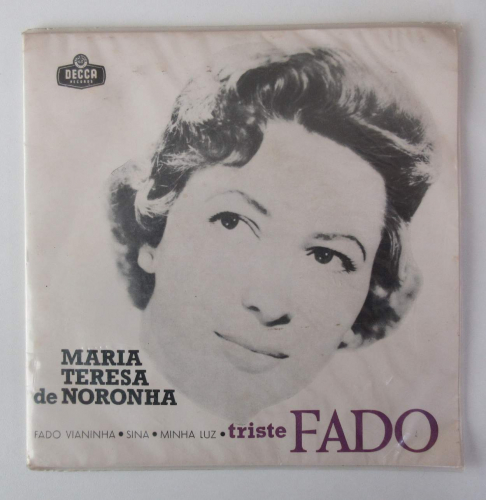 DECCA
RECORDS
MARIA
TERESA
de NORONHA
FADO VIANINHA • SINA • MINHA LUZ • triste FADO